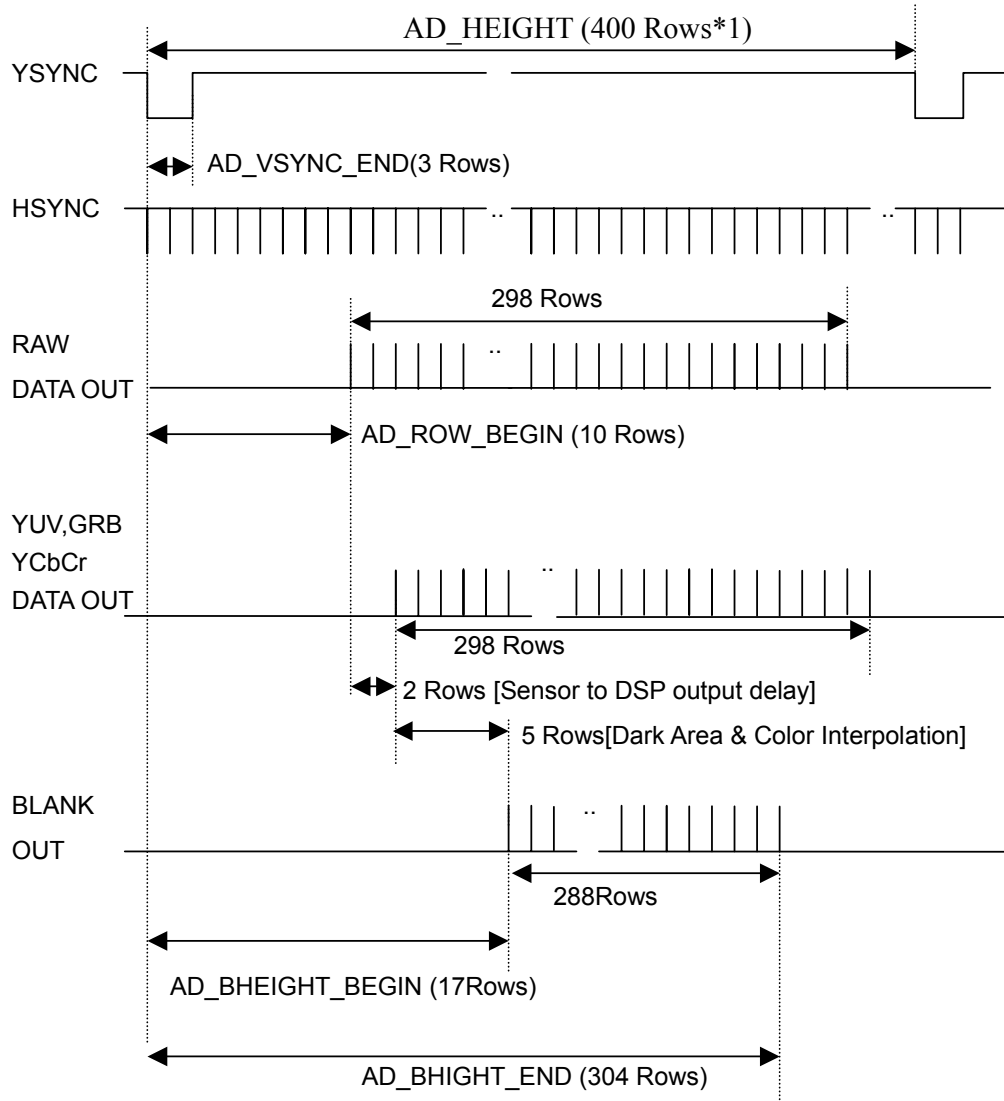 AD_HEIGHT (400 Rows*1)
YSYNC
AD_VSYNC_END(3 Rows)
HSYNC
..
..
298 Rows
RAW
..
DATA OUT
AD_ROW_BEGIN (10 Rows)
YUV,GRB
YCbCr
..
DATA OUT
298 Rows
2 Rows [Sensor to DSP output delay]
5 Rows[Dark Area & Color Interpolation]
BLANK
..
OUT
288Rows
AD_BHEIGHT_BEGIN (17Rows)
AD_BHIGHT_END (304 Rows)